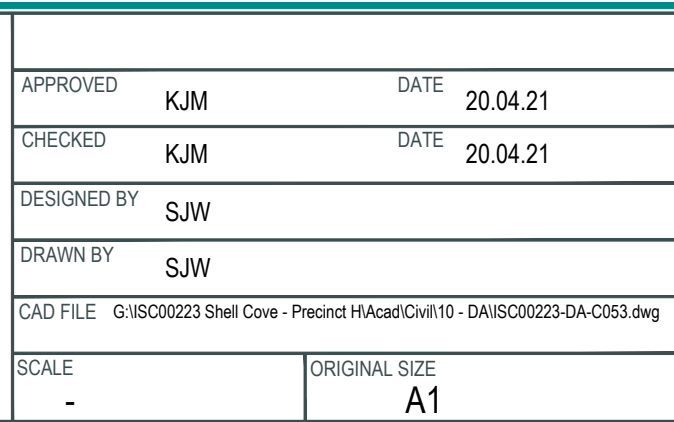 APPROVED KJM DATE 20.04.21
CHECKED KJM DATE 20.04.21
DESIGNED BY SJW
DRAWN BY SJW
CAD FILE G:\ISC00223 Shell Cove - Precinct H\Acad\Civil\10 - DA\ISC00223-DA-C053.dwg
SCALE ORIGINAL SIZE
- A1